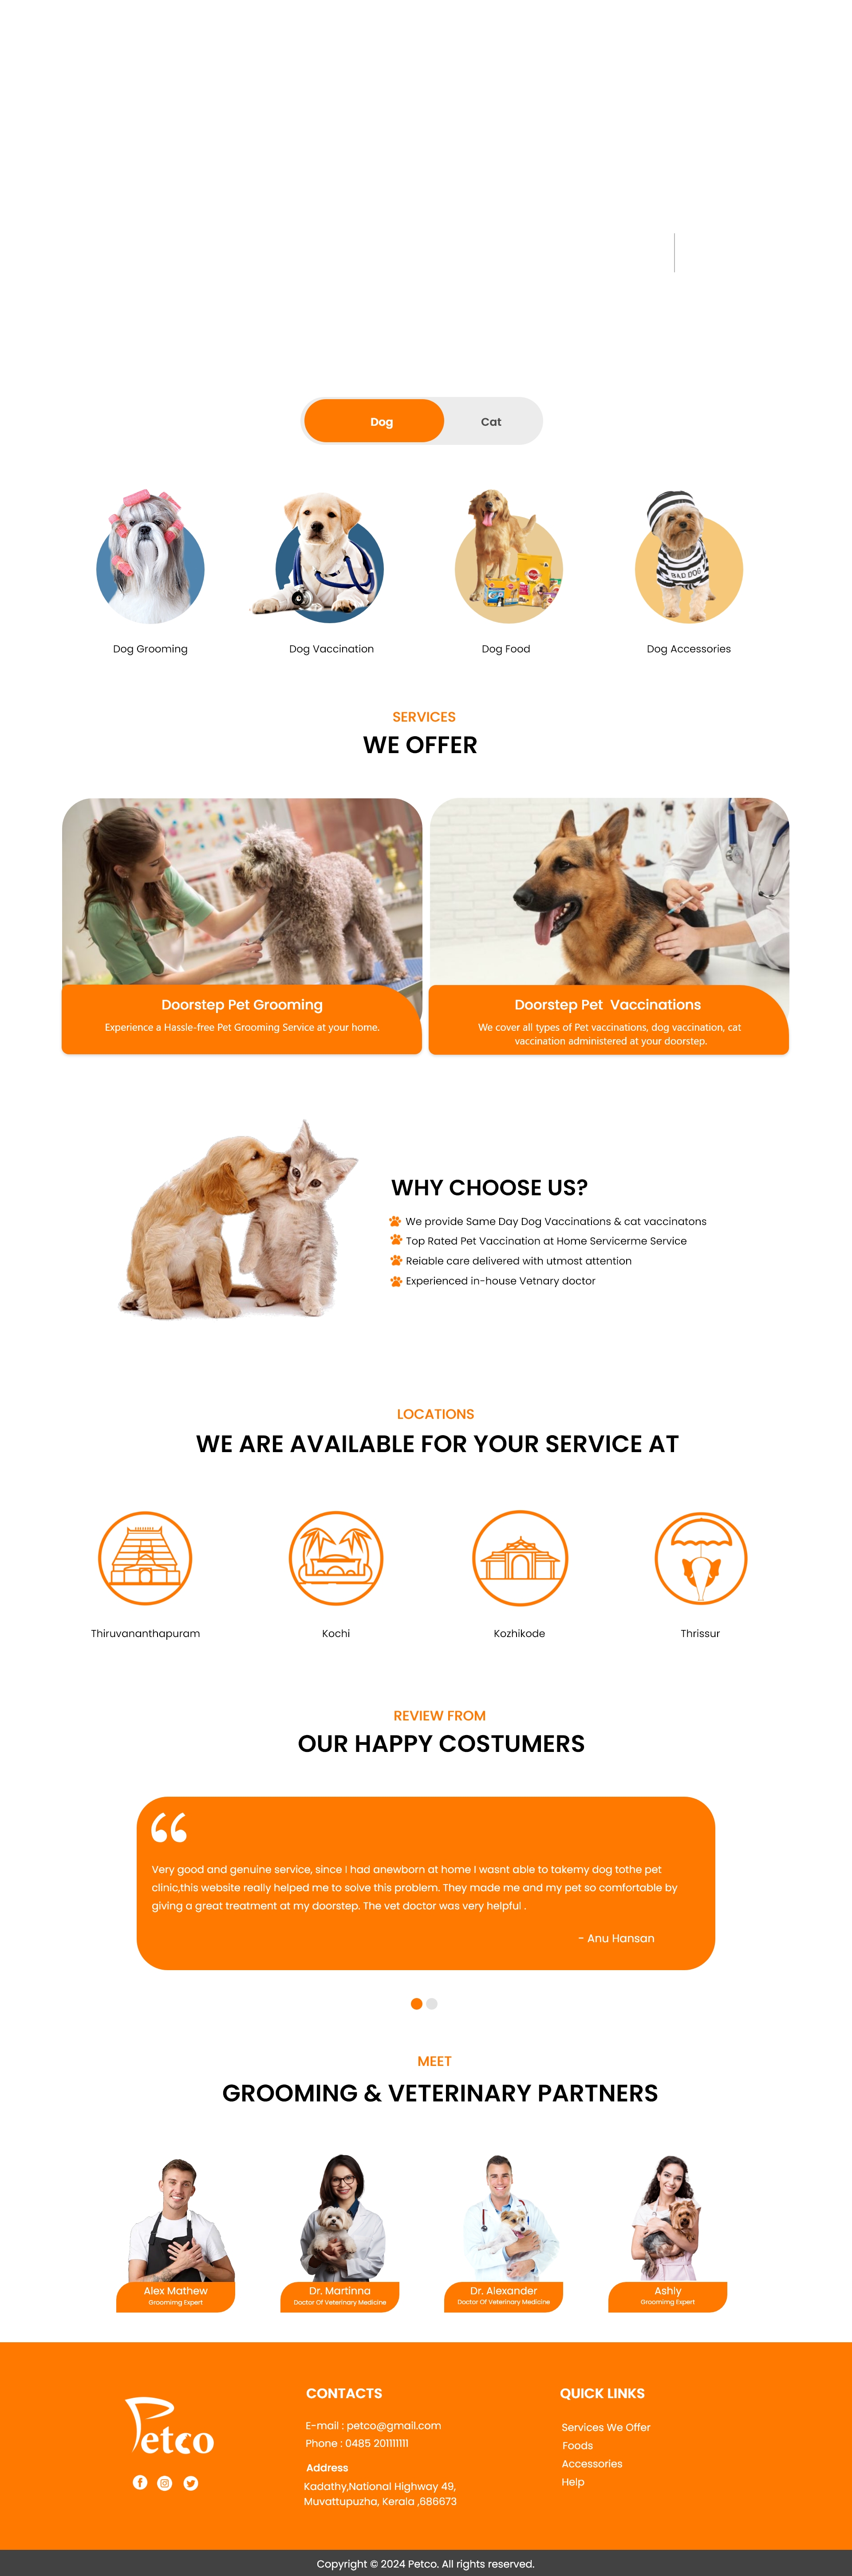 Dog
Cat
Dog Grooming
Dog Vaccination
Dog Food
Dog Accessories
BAD DOG
SERVICES
WE OFFER
Doorstep Pet Grooming
Experience a Hassle-free Pet Grooming Service at your home.
Doorstep Pet Vaccinations
We cover all types of Pet vaccinations, dog vaccination, cat
vaccination administered at your doorstep.
WHY CHOOSE US?
We provide Same Day Dog Vaccinations & cat vaccinatons
Top Rated Pet Vaccination at Home Servicerme Service
Reiable care delivered with utmost attention
Experienced in-house Vetnary doctor
LOCATIONS
WE ARE AVAILABLE FOR YOUR SERVICE AT
Thiruvananthapuram
Kochi
Kozhikode
Thrissur
REVIEW FROM
OUR HAPPY COSTUMERS
“
Very good and genuine service, since i had anewborn at home I wasnt able to takemy dog tothe pet
clinic,this website really helped me to solve this problem. They made me and my pet so comfortable by
giving a great treatment at my doorstep. The vet doctor was very helpful .
- Anu Hansan
MEET
GROOMING & VETERINARY PARTNERS
Alex Mathew
Groomimg Expert
Dr. Martinna
Doctor Of Veterinary Medicine
Dr. Alexander
Doctor Of Veterinary Medicine
Ashly
Groomimg Expert
Petco
CONTACTS
E-mail : petco@gmail.com
Phone : 0485 201111111
Address
Kadathy,National Highway 49,
Muvattupuzha, Kerala ,686673
QUICK LINKS
Services We Offer
Foods
Accessories
Help
Copyright © 2024 Petco. All rights reserved.